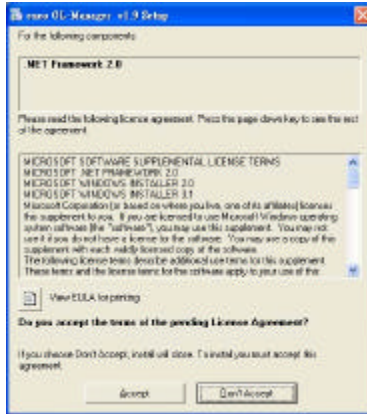 OL-Manager v1.9 Setup
For the following components:
.NET Framework 2.0
Please read the following license agreement. Press the page down key to see the rest
of the agreement.
MICROSOFT SOFTWARE SUPPLEMENTAL LICENSE TERMS
MICROSOFT .NET FRAMEWORK 2.0
MICROSOFT WINDOWS INSTALLER 2.0
MICROSOFT WINDOWS INSTALLER 3.1
Microsoft Corporation (or based on where you live, one of its affiliates) licenses
this supplement to you. If you are licensed to use Microsoft Windows operating
system software (the "software"), you may use this supplement. You may not
use it if you do not have a license for the software. You may use a copy of this
supplement with each validly licensed copy of the software.
The following license terms describe additional use terms for this supplement.
These terms and the license terms for the software apply to your use of the
View EULA for printing
Do you accept the terms of the pending License Agreement?
If you choose Don't Accept, install will close. To install you must accept this
agreement.
Accept
Don't Accept